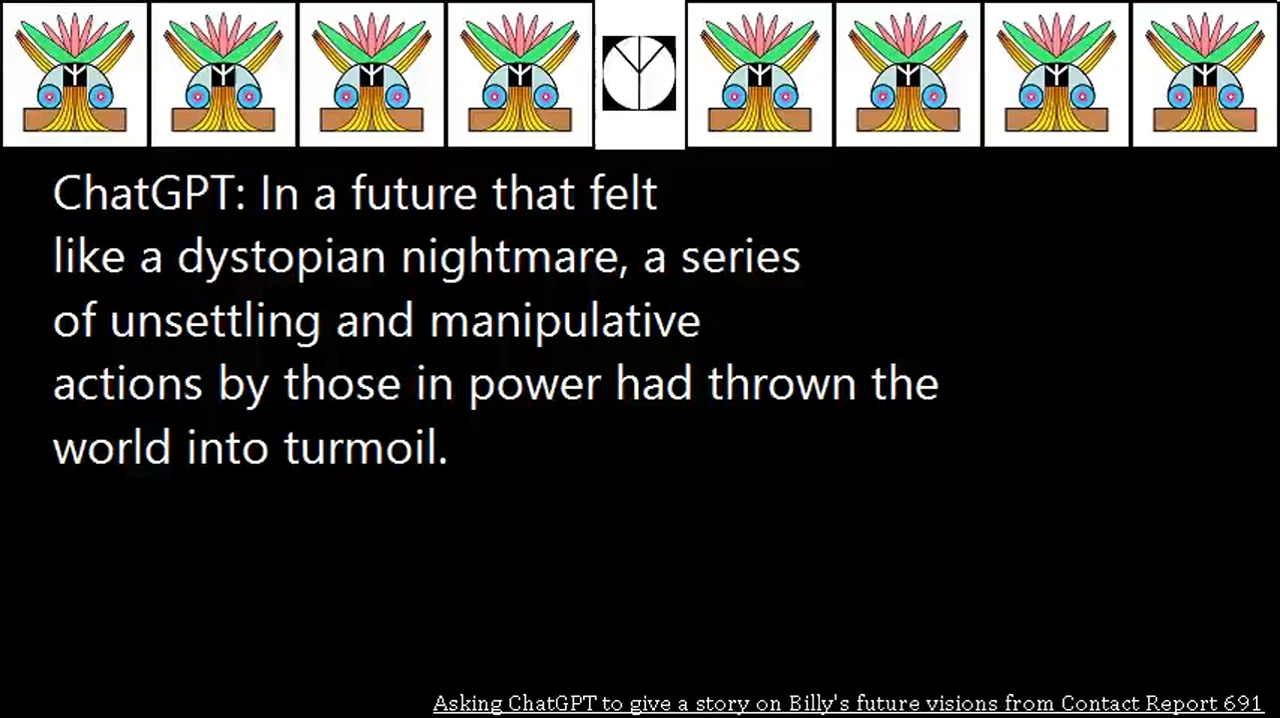 ChatGPT: In a future that felt
like a dystopian nightmare, a series
of unsettling and manipulative
actions by those in power had thrown the
world into turmoil.
Asking ChatGPT to give a story on Billy's future visions from Contact Report 691